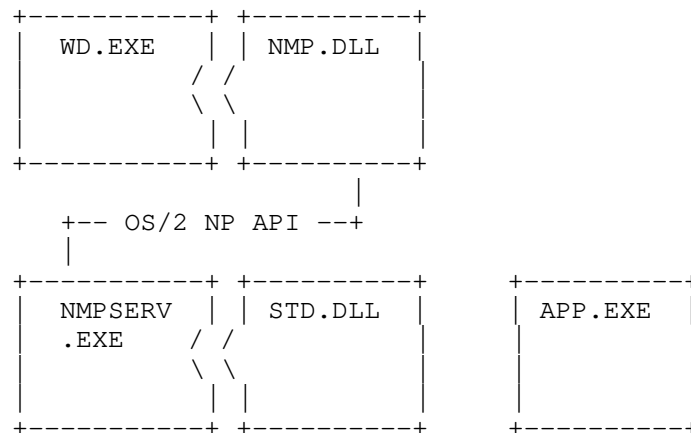 WD.EXE NMP.DLL
OS/2 NP API
NMPSERV STD.DLL APP.EXE
.EXE